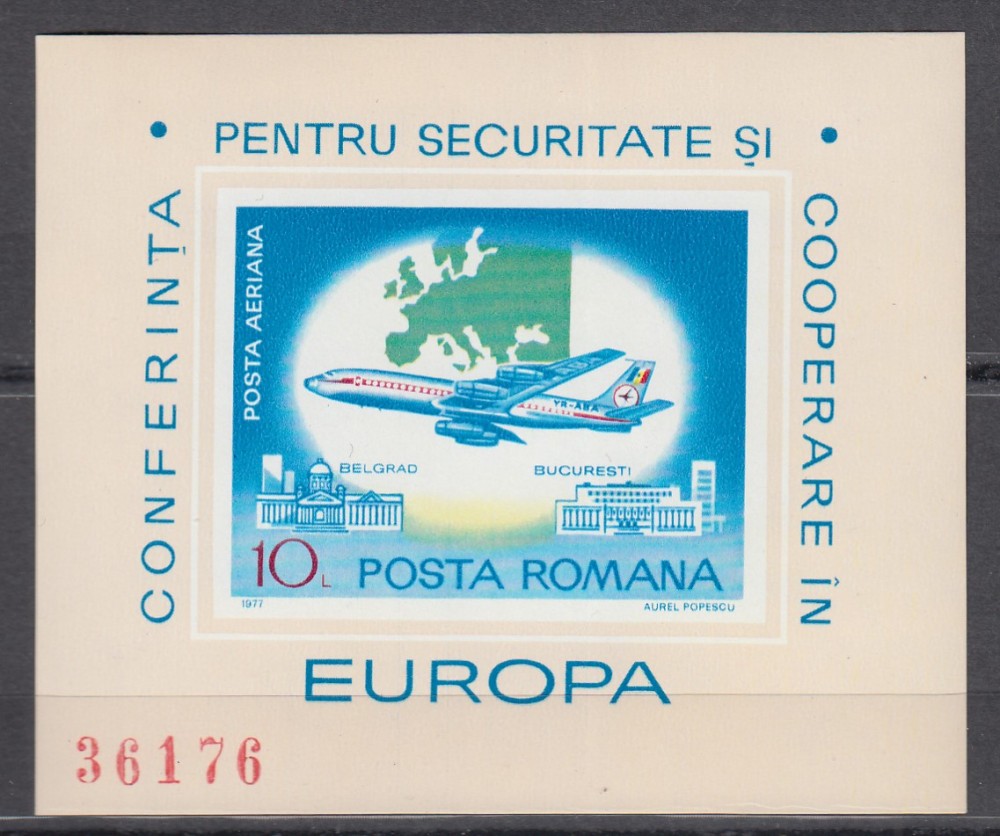 CONFERINȚA
• PENTRU SECURITATE ȘI •
COOPERARE ÎN
EUROPA
POSTA AERIANA
YR-ABA
BELGRAD
BUCURESTI
10L
POSTA ROMANA
1977
AUREL POPESCU
36176